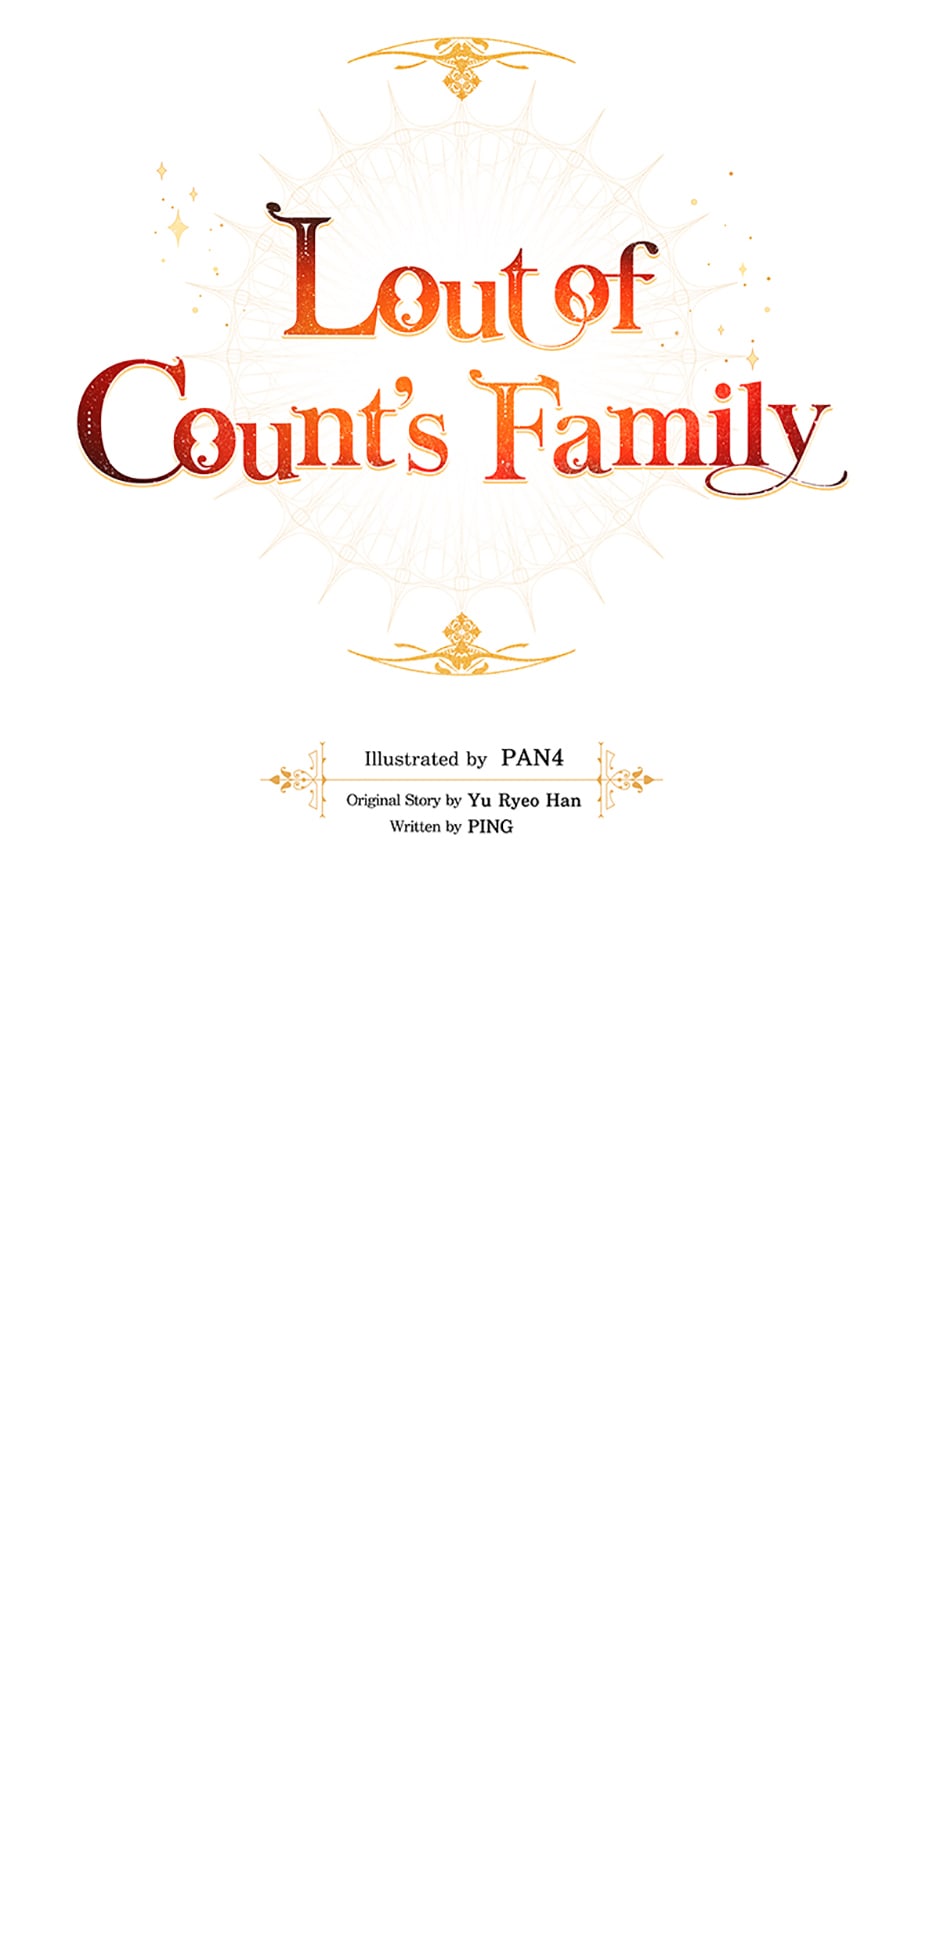 Lout of
Count's Family
Illustrated by PAN4
Original Story by Yu Ryeo Han
Written by PING